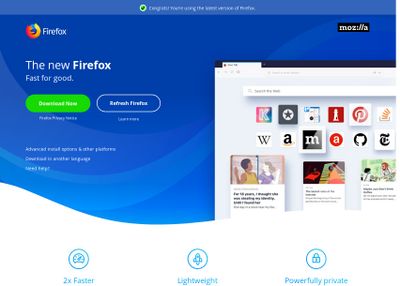 Congrats! You're using the latest version of Firefox.
Firefox
moz://a
The new Firefox
Fast for good.
Download Now
Refresh Firefox
Firefox Privacy Notice
Learn more
Advanced install options & other platforms
Download in another language
Need help?
Search the Web
2x Faster
Lightweight
Powerfully private